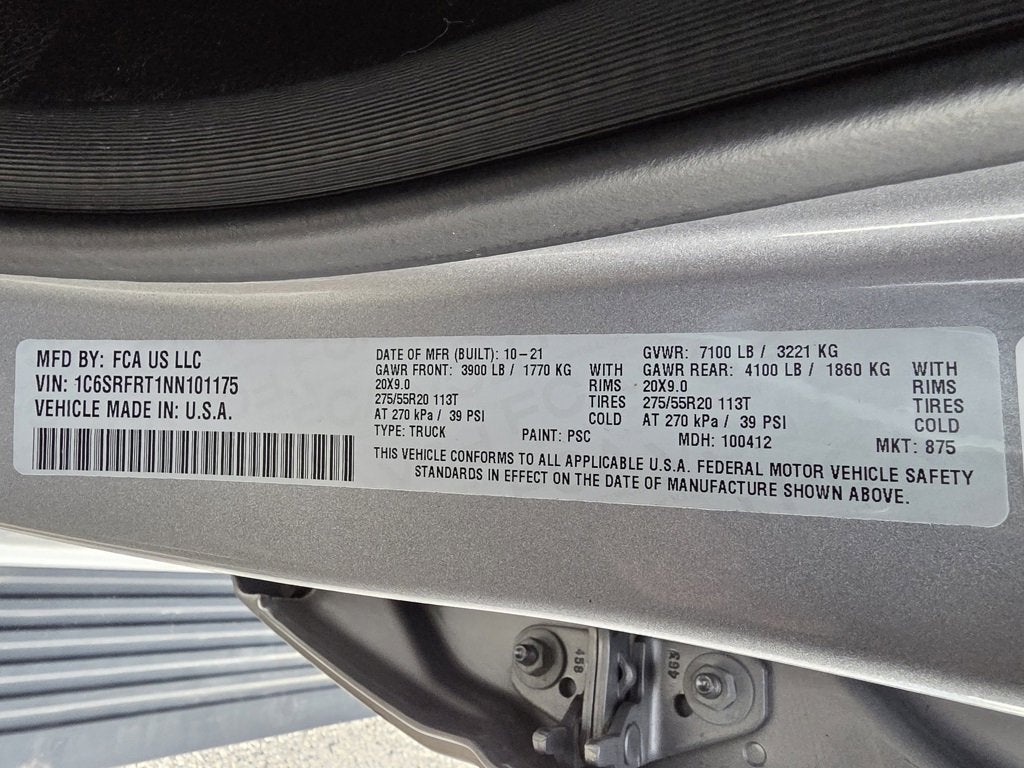 MFD BY: FCA US LLC
VIN: 1C6SRFRT1NN101175
VEHICLE MADE IN: U.S.A.
DATE OF MFR (BUILT): 10-21
GVWR: 7100 LB / 3221 KG
GAWR FRONT: 3900 LB / 1770 KG WITH
20X9.0 RIMS
275/55R20 113T TIRES
AT 270 kPa / 39 PSI COLD
GAWR REAR: 4100 LB / 1860 KG WITH
20X9.0 RIMS
275/55R20 113T TIRES
AT 270 kPa / 39 PSI COLD
TYPE: TRUCK PAINT: PSC MDH: 100412 MKT: 875
THIS VEHICLE CONFORMS TO ALL APPLICABLE U.S.A. FEDERAL MOTOR VEHICLE SAFETY
STANDARDS IN EFFECT ON THE DATE OF MANUFACTURE SHOWN ABOVE.
458